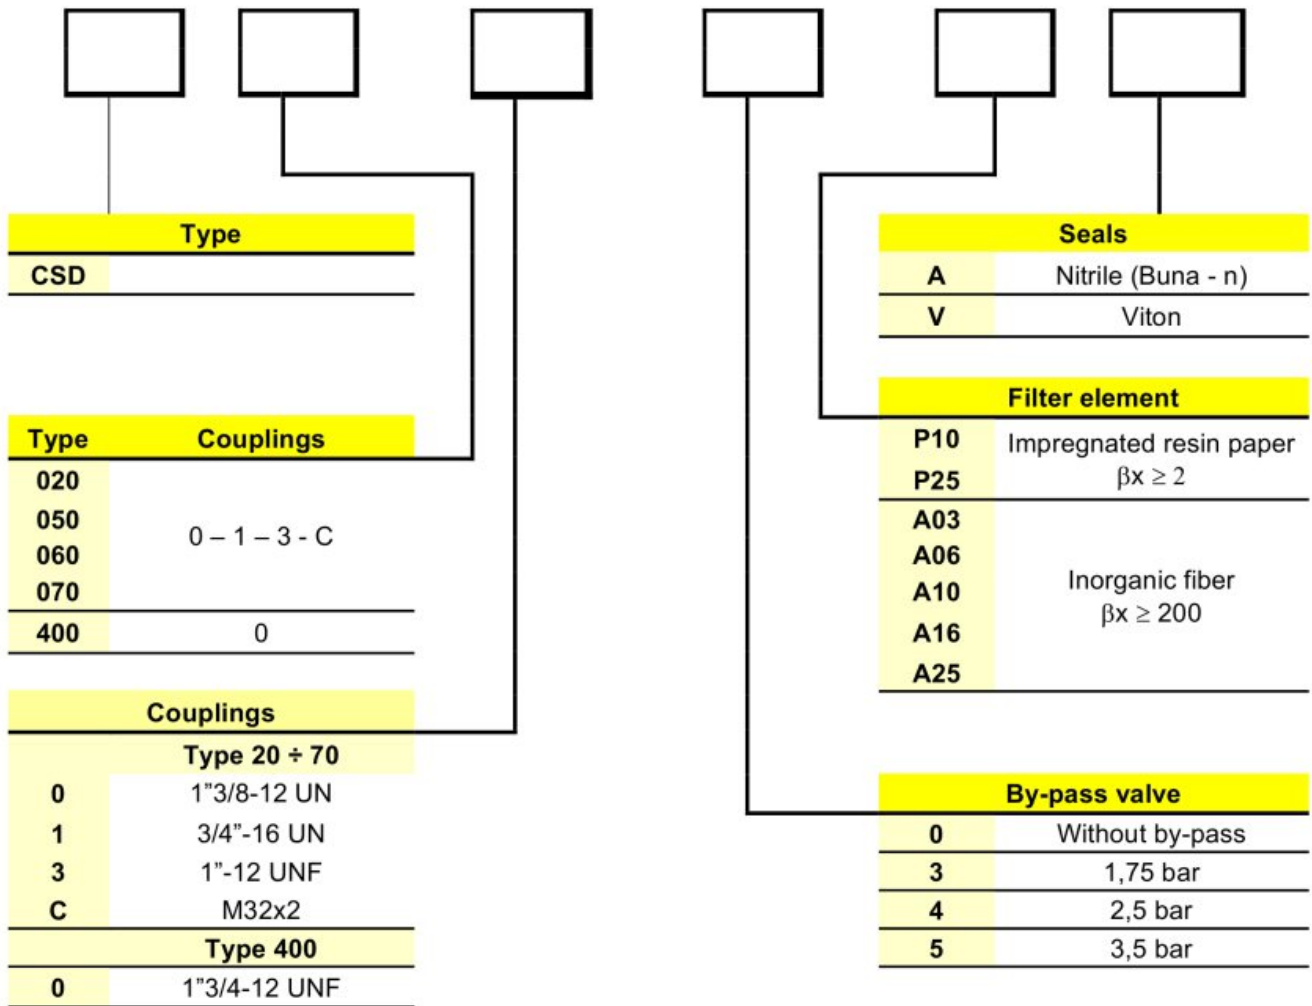 Type
CSD
Type Couplings
020
050
060
070
0 – 1 – 3 - C
400 0
Couplings
Type 20 ÷ 70
0 1”3/8-12 UN
1 3/4”-16 UN
3 1”-12 UNF
C M32x2
Type 400
0 1”3/4-12 UNF
Seals
A Nitrile (Buna - n)
V Viton
Filter element
P10
P25
Impregnated resin paper
βx ≥ 2
A03
A06
A10
A16
A25
Inorganic fiber
βx ≥ 200
By-pass valve
0 Without by-pass
3 1,75 bar
4 2,5 bar
5 3,5 bar